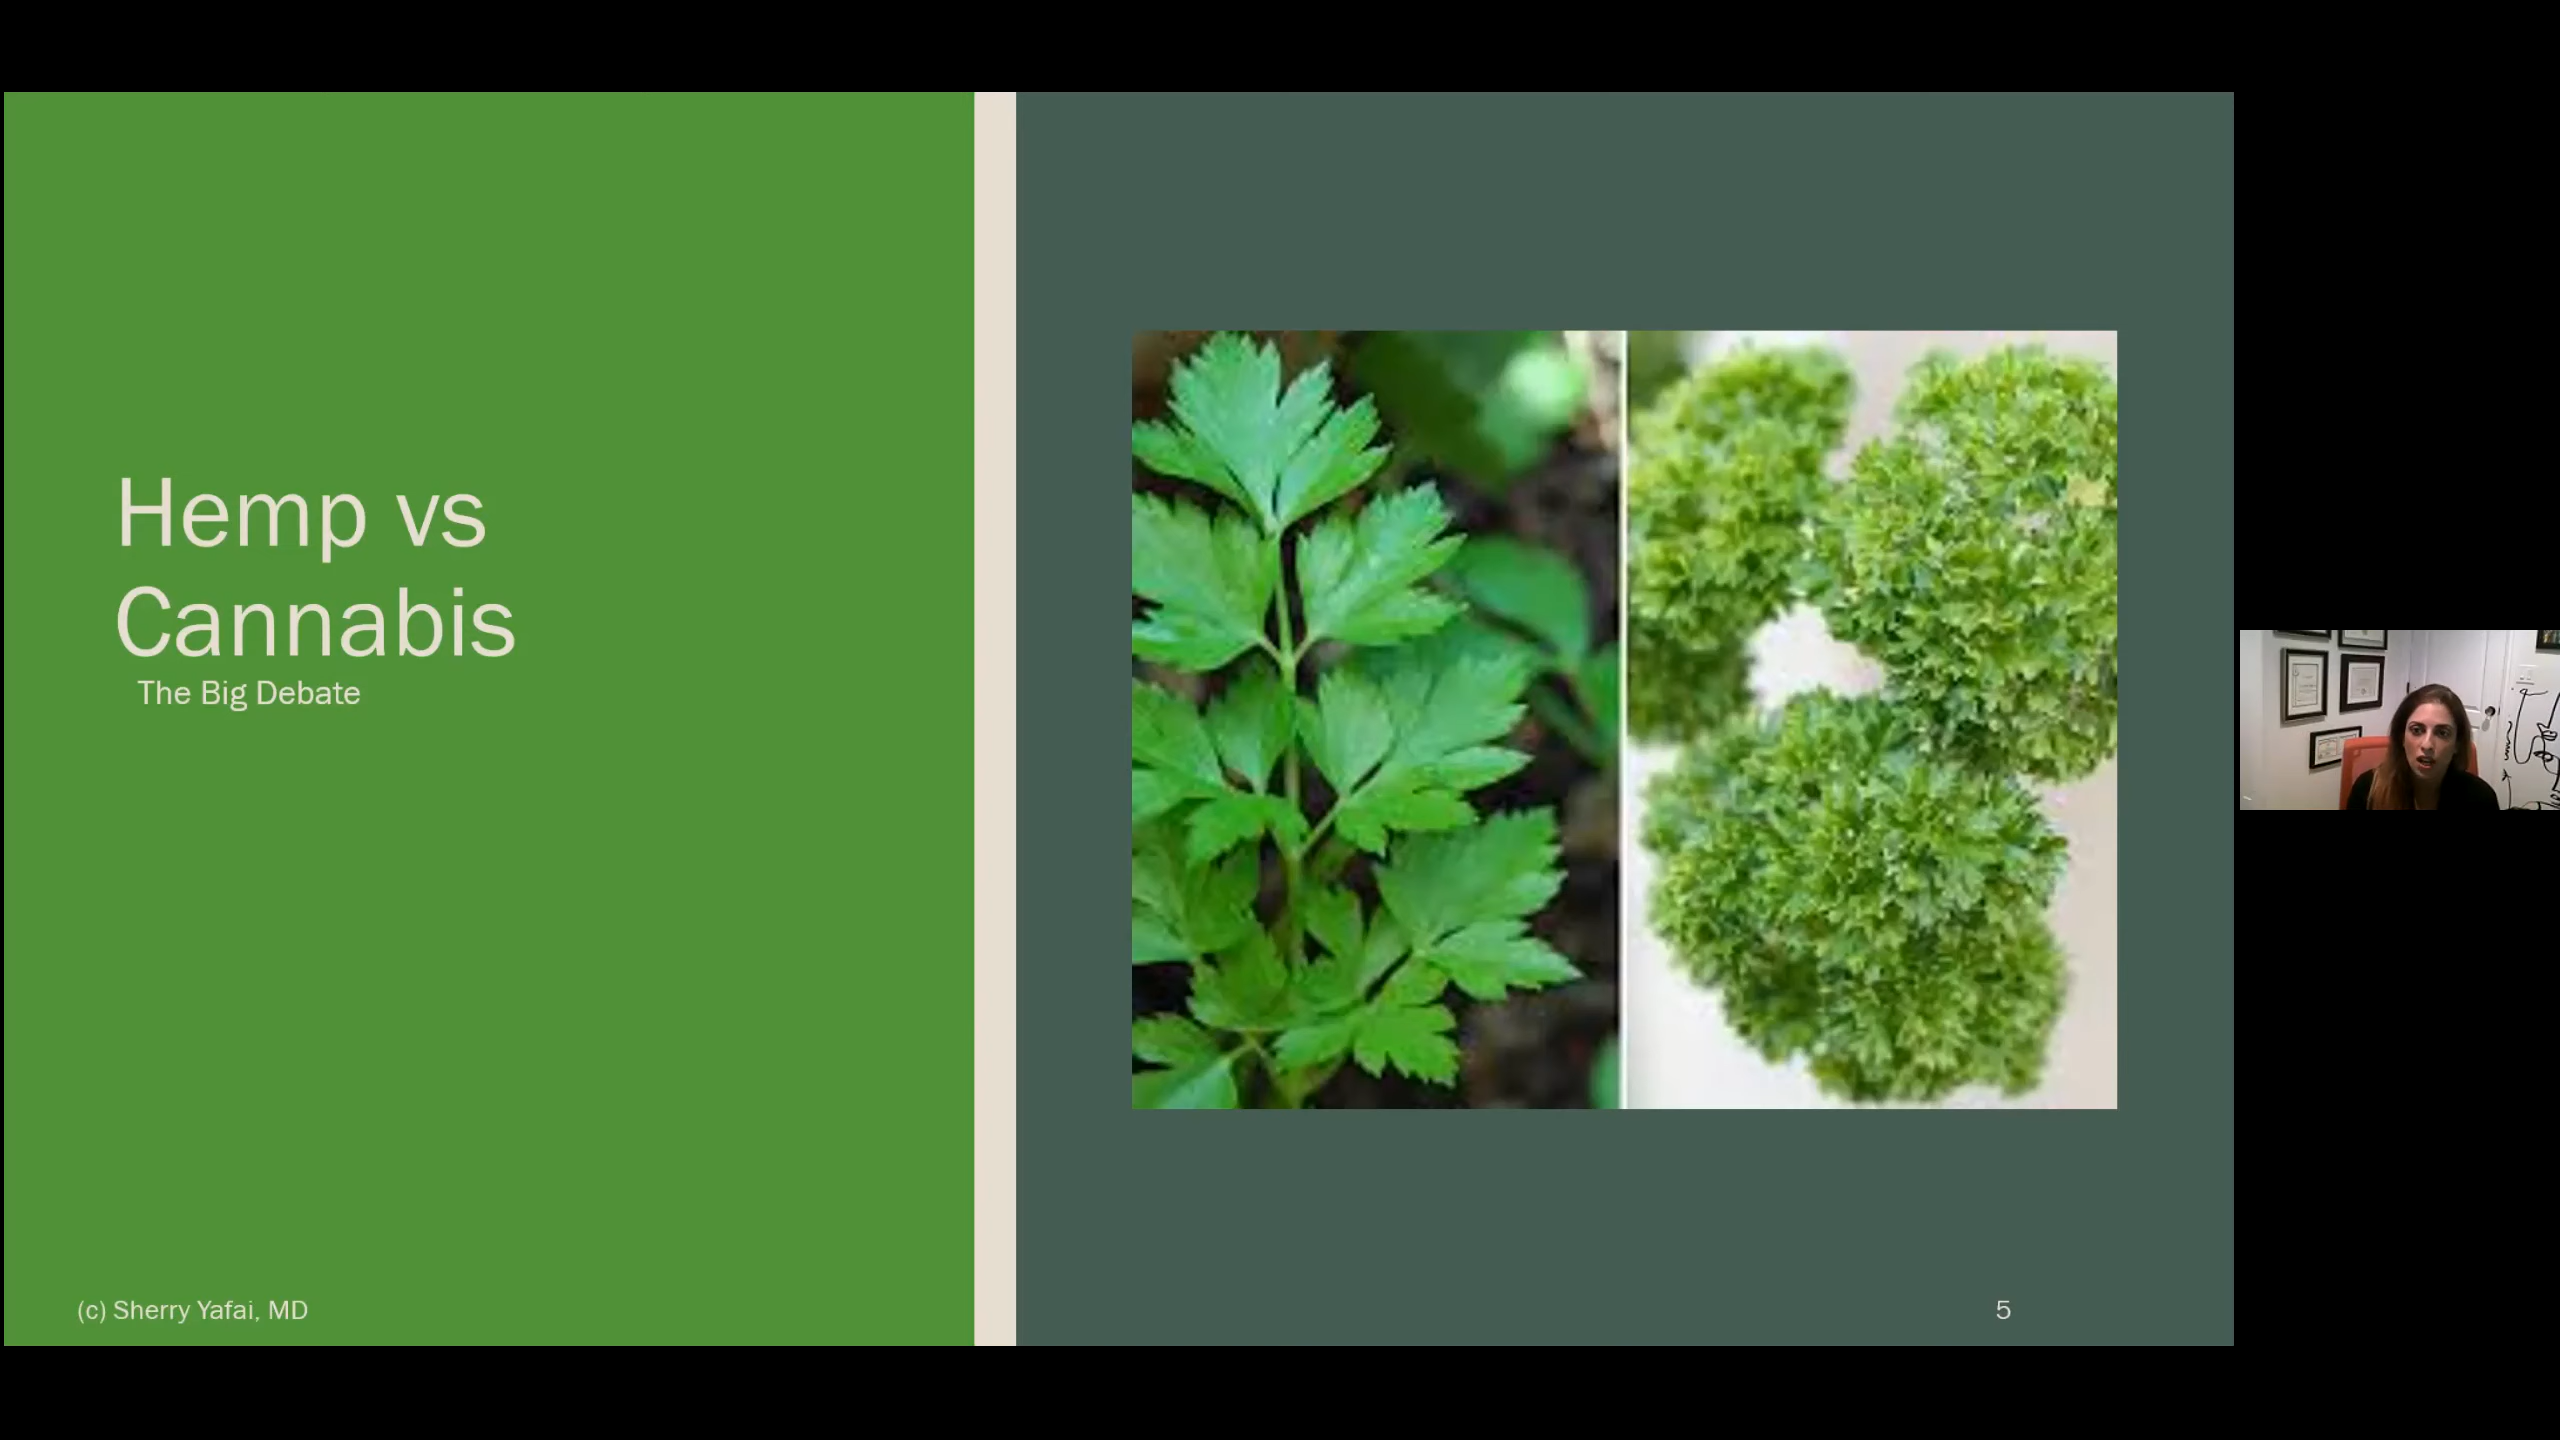 Hemp vs
Cannabis
The Big Debate
(c) Sherry Yafai, MD
5